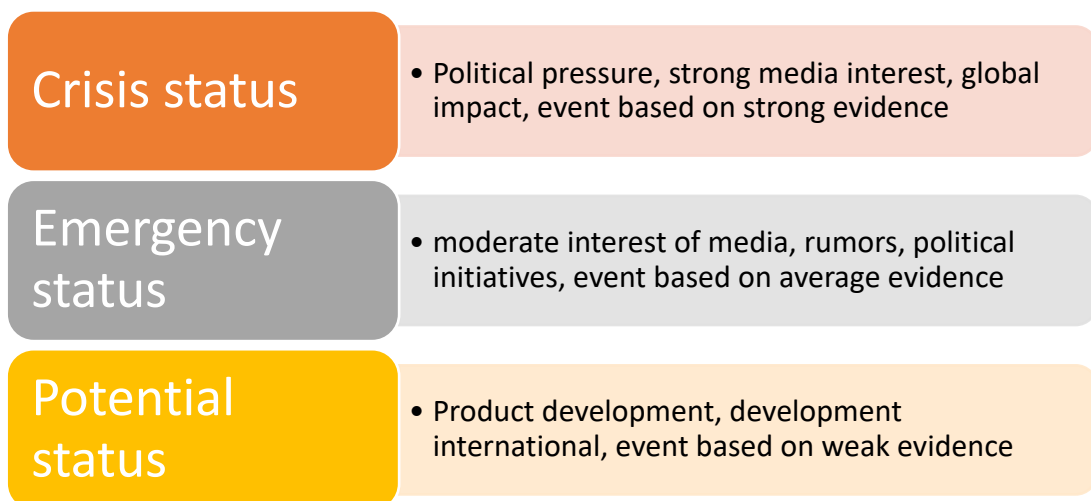 Crisis status
• Political pressure, strong media interest, global
impact, event based on strong evidence
Emergency
status
• moderate interest of media, rumors, political
initiatives, event based on average evidence
Potential
status
• Product development, development
international, event based on weak evidence